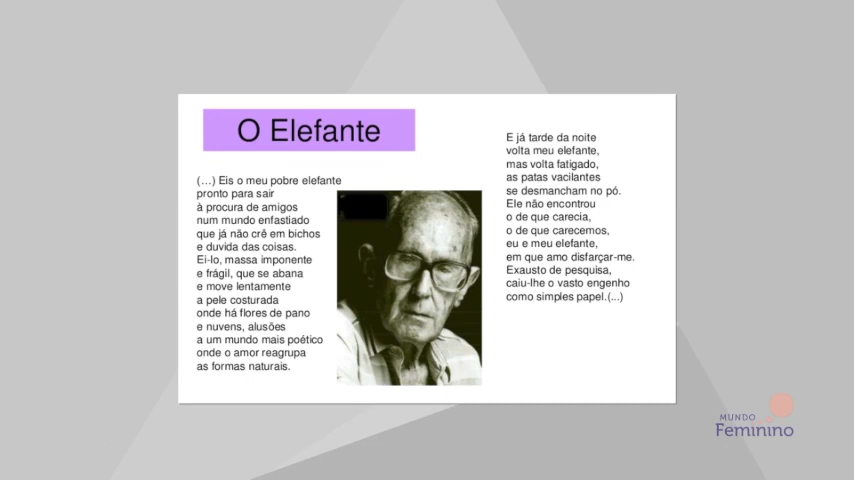 O Elefante
(...) Eis o meu pobre elefante
pronto para sair
à procura de amigos
num mundo enfastiado
que já não crê em bichos
e duvida das coisas.
Ei-lo, massa imponente
e frágil, que se abana
e move lentamente
a pele costurada
onde há flores de pano
e nuvens, alusões
a um mundo mais poético
onde o amor reagrupa
as formas naturais.
E já tarde da noite
volta meu elefante,
mas volta fatigado,
as patas vacilantes
se desmancham no pó.
Ele não encontrou
o de que carecia,
o de que carecemos,
eu e meu elefante,
em que amo disfarçar-me.
Exausto de pesquisa,
caiu-lhe o vasto engenho
como simples papel.(...)
MUNDO
Feminino